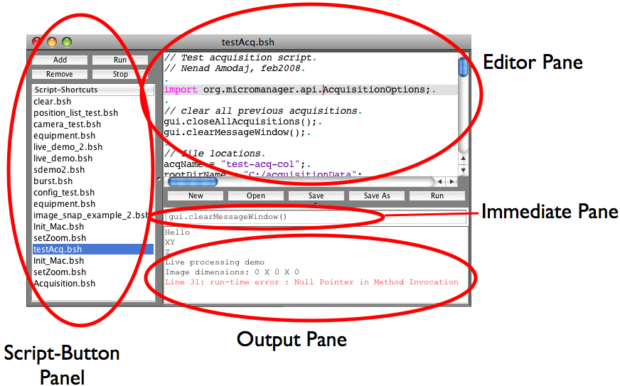 testAcq.bsh
Add
Run
Remove
Stop
Script-Shortcuts
clear.bsh
position_list_test.bsh
camera_test.bsh
equipment.bsh
live_demo_2.bsh
live_demo.bsh
sdemo2.bsh
burst.bsh
config_test.bsh
equipment.bsh
image_snap_example_2.bsh
Init_Mac.bsh
setZoom.bsh
testAcq.bsh
Init_Mac.bsh
setZoom.bsh
Acquisition.bsh
// Test acquisition script.
// Nenad Amodaj, feb2008.
.
import org.micromanager.api.AcquisitionOptions;.
.
// clear all previous acquisitions.
gui.closeAllAcquisitions();.
gui.clearMessageWindow();.
.
// file locations.
acqName = "test-acq-col";.
rootDirName = "C:/acquisitionData";
New
Open
Save
Save As
Run
gui.clearMessageWindow()
Hello
XY
Z
Live processing demo
Image dimensions: 0 X 0 X 0
Line 31: run-time error : Null Pointer in Method Invocation
Editor Pane
Immediate Pane
Output Pane
Script-Button
Panel